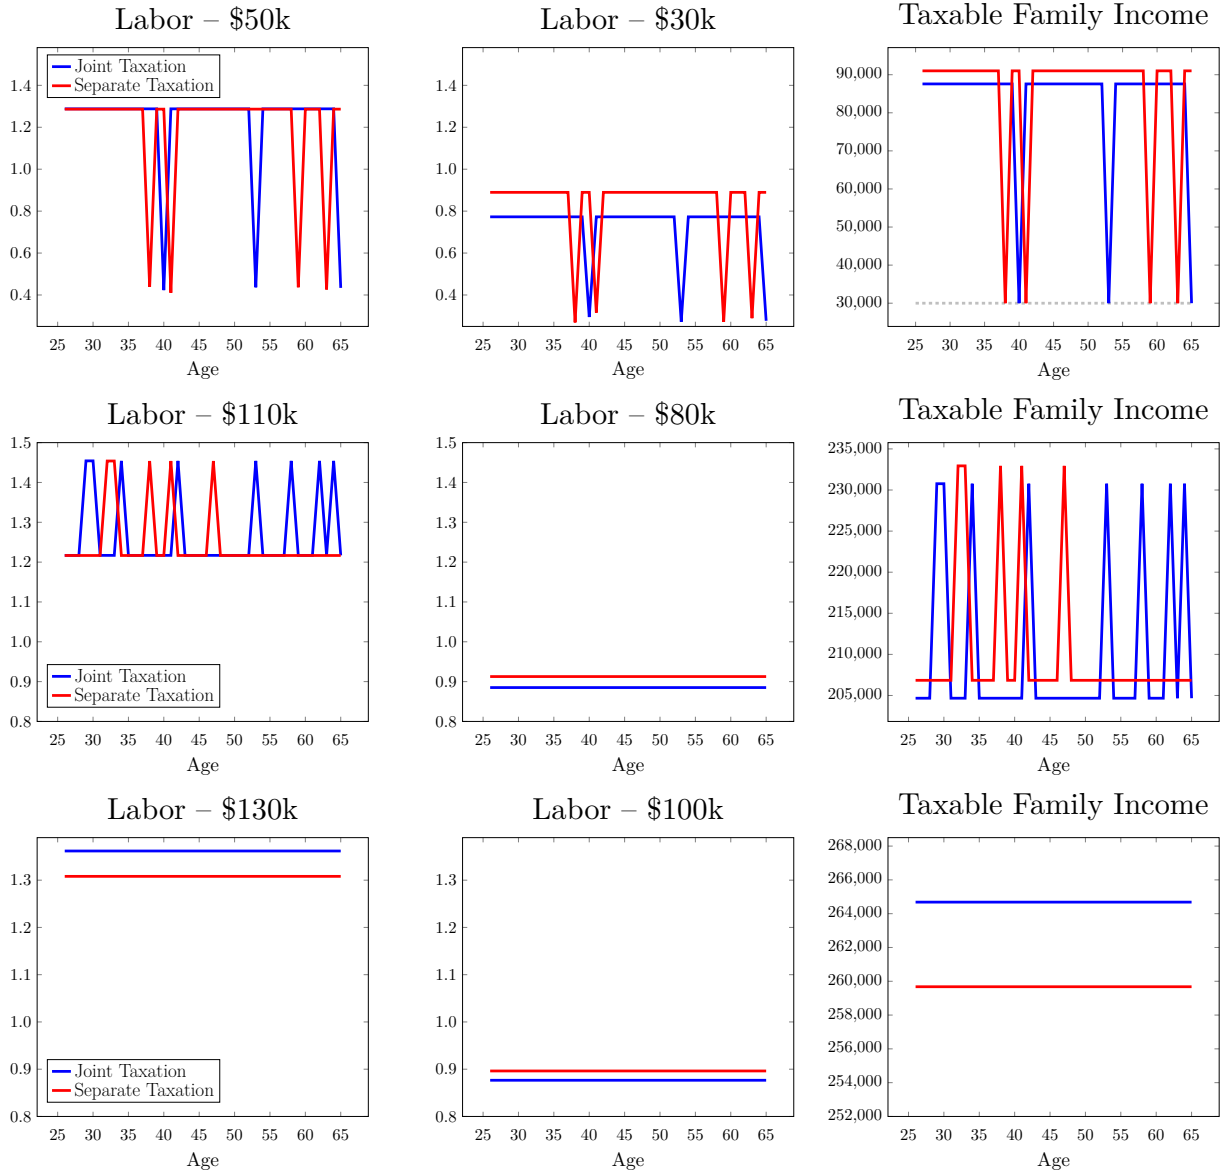 Labor – $50k
Labor – $30k
Taxable Family Income
Joint Taxation
Separate Taxation
1.4
1.2
1.0
0.8
0.6
0.4
25 30 35 40 45 50 55 60 65
Age
1.4
1.2
1.0
0.8
0.6
0.4
25 30 35 40 45 50 55 60 65
Age
90,000
80,000
70,000
60,000
50,000
40,000
30,000
25 30 35 40 45 50 55 60 65
Age
Labor – $110k
Labor – $80k
Taxable Family Income
1.5
1.4
1.3
1.2
1.1
1.0
0.9
0.8
Joint Taxation
Separate Taxation
25 30 35 40 45 50 55 60 65
Age
1.5
1.4
1.3
1.2
1.1
1.0
0.9
0.8
25 30 35 40 45 50 55 60 65
Age
235,000
230,000
225,000
220,000
215,000
210,000
205,000
25 30 35 40 45 50 55 60 65
Age
Labor – $130k
Labor – $100k
Taxable Family Income
1.3
1.2
1.1
1.0
0.9
0.8
Joint Taxation
Separate Taxation
25 30 35 40 45 50 55 60 65
Age
1.3
1.2
1.1
1.0
0.9
0.8
25 30 35 40 45 50 55 60 65
Age
268,000
266,000
264,000
262,000
260,000
258,000
256,000
254,000
252,000
25 30 35 40 45 50 55 60 65
Age